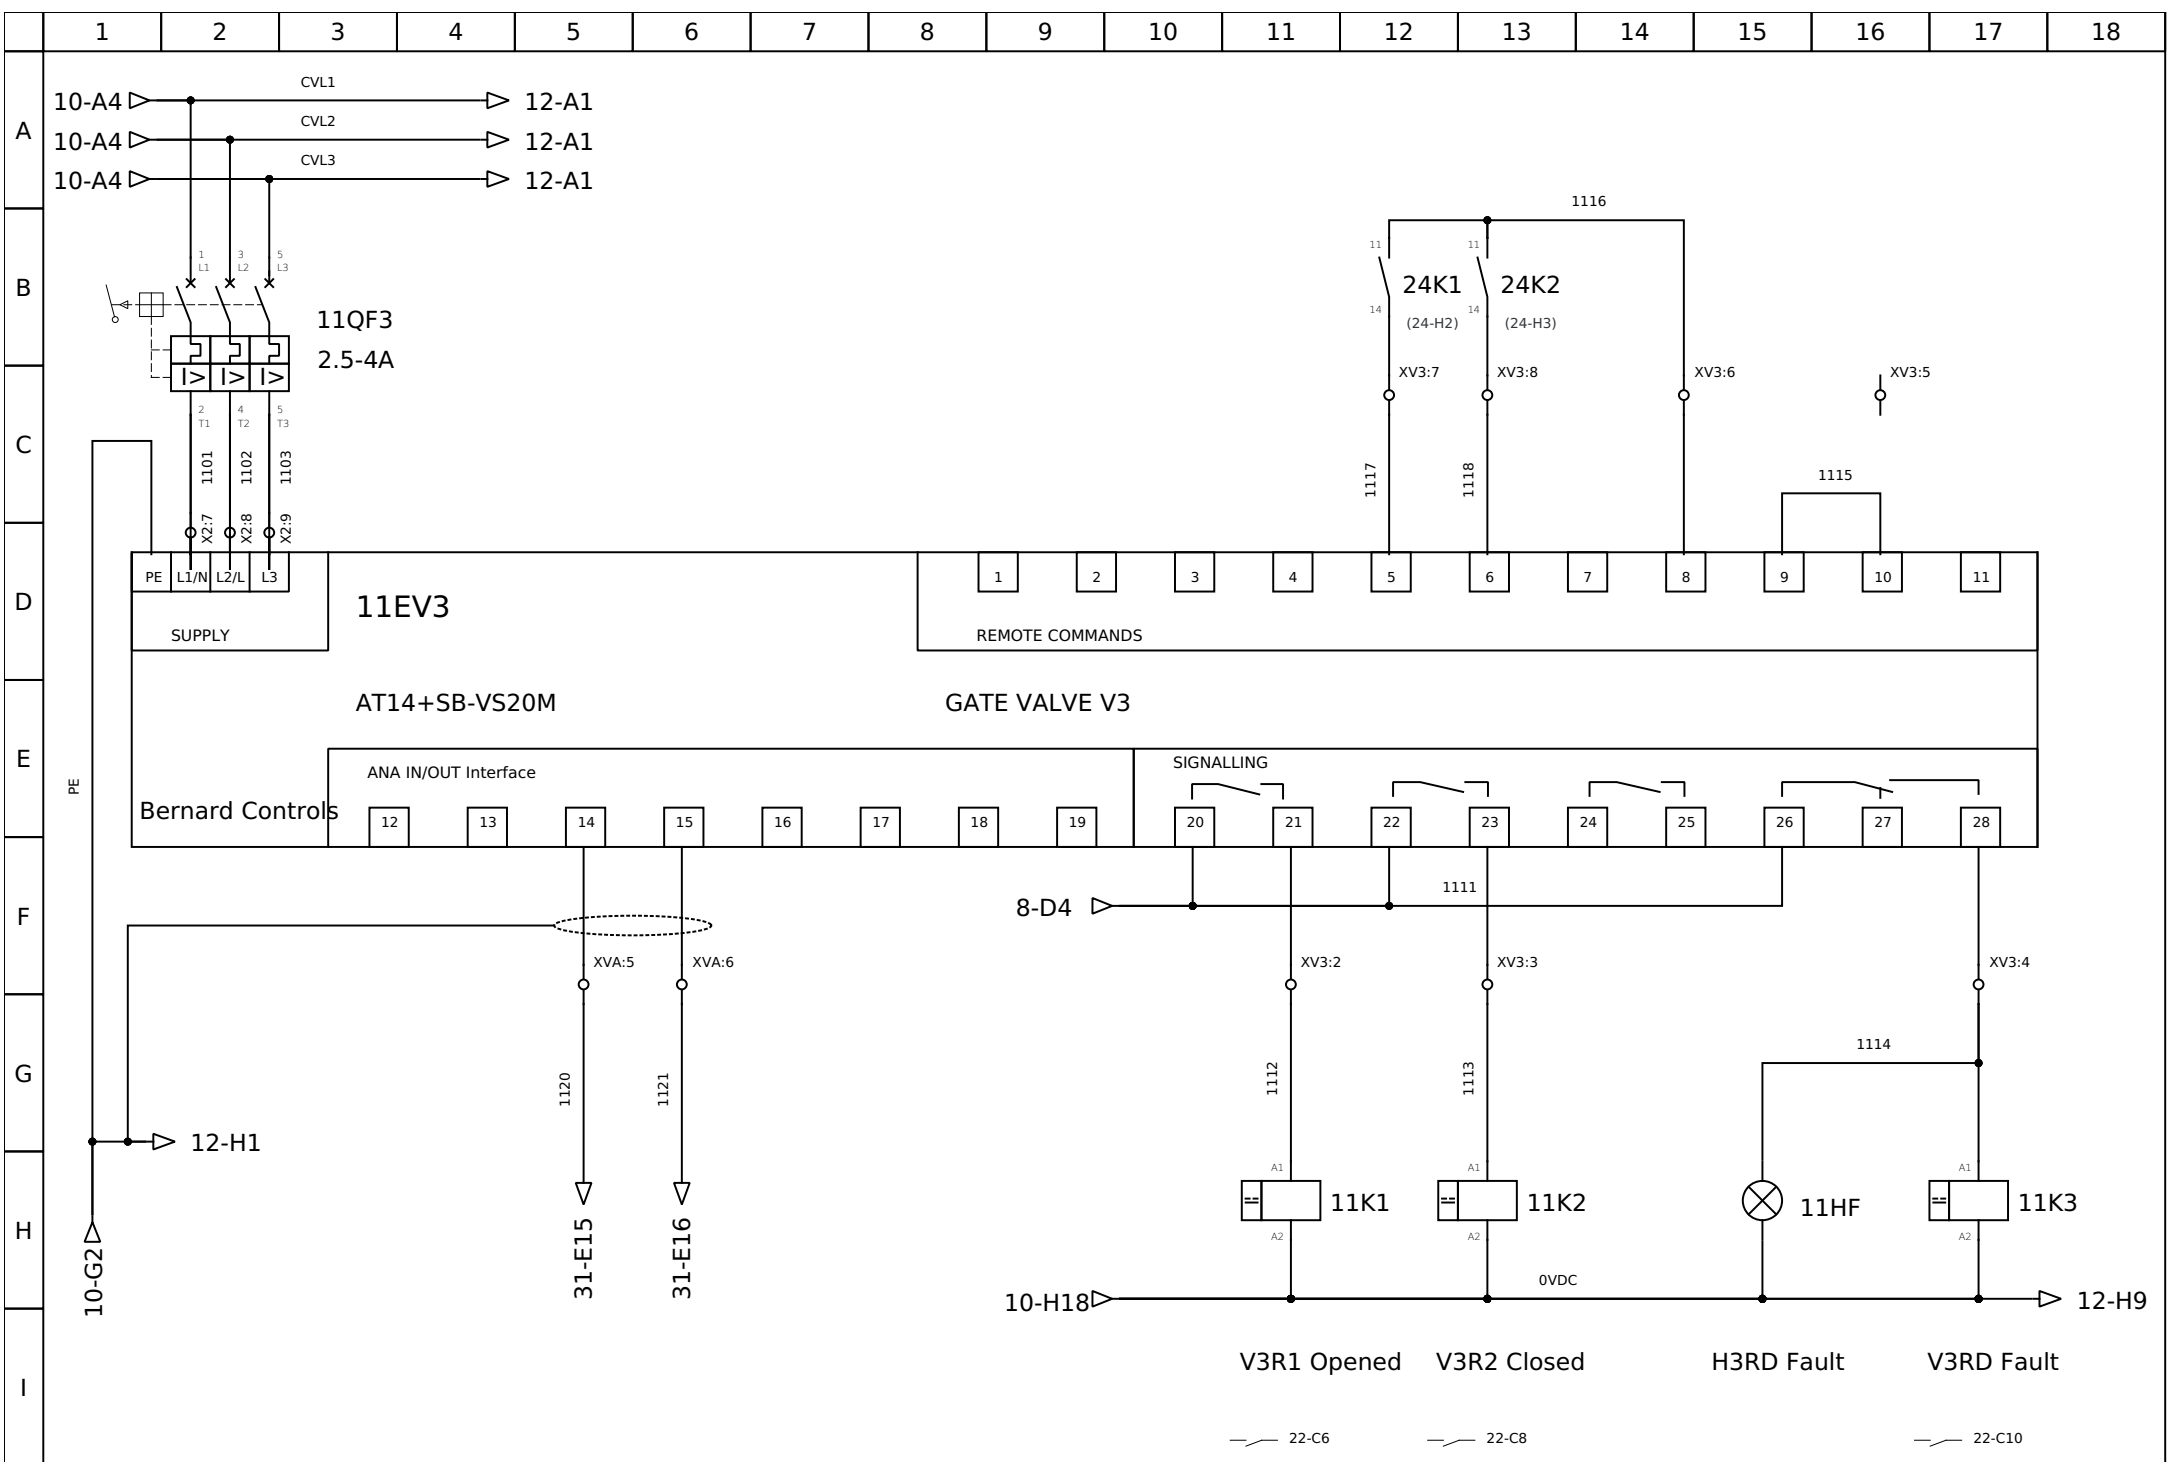 1 2 3 4 5 6 7 8 9 10 11 12 13 14 15 16 17 18
A
B
C
D
E
F
G
H
I
10-A4 CVL1 12-A1
10-A4 CVL2 12-A1
10-A4 CVL3 12-A1
1116
1 3 5
L1 L2 L3
11 11
24K1 24K2
14 14
(24-H2) (24-H3)
11QF3
2.5-4A
I> I> I>
2 4 5
T1 T2 T3
XV3:7 XV3:8 XV3:6 XV3:5
1101 1102 1103
1117 1118
1115
X2:7 X2:8 X2:9
PE L1/N L2/L L3
1 2 3 4 5 6 7 8 9 10 11
11EV3
SUPPLY
REMOTE COMMANDS
AT14+SB-VS20M
GATE VALVE V3
PE
ANA IN/OUT Interface
SIGNALLING
Bernard Controls
12 13 14 15 16 17 18 19 20 21 22 23 24 25 26 27 28
8-D4
1111
XVA:5 XVA:6
XV3:2 XV3:3 XV3:4
1114
1120 1121
1112 1113
12-H1
A1 A1 A1
11K1 11K2 11HF 11K3
A2 A2 A2
10-G2
31-E15 31-E16
0VDC
10-H18 12-H9
V3R1 Opened V3R2 Closed H3RD Fault V3RD Fault
22-C6 22-C8 22-C10